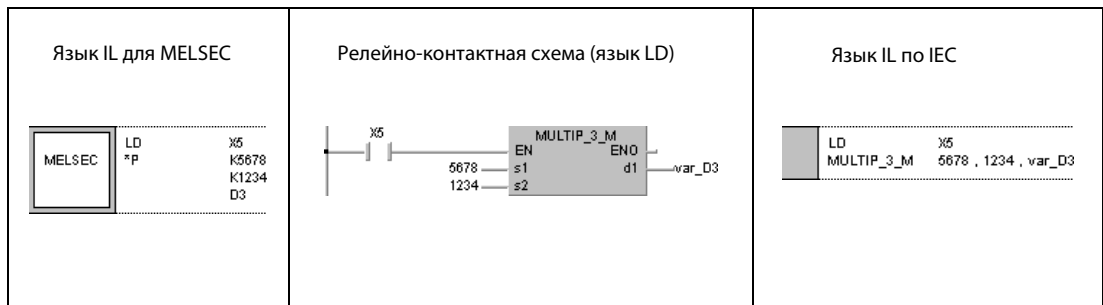 Язык IL для MELSEC
MELSEC
LD X5
*P K5678
K1234
D3
Релейно-контактная схема (язык LD)
X5
MULTIP_3_M
EN ENO
5678 s1 d1 var_D3
1234 s2
Язык IL по IEC
LD X5
MULTIP_3_M 5678 , 1234 , var_D3